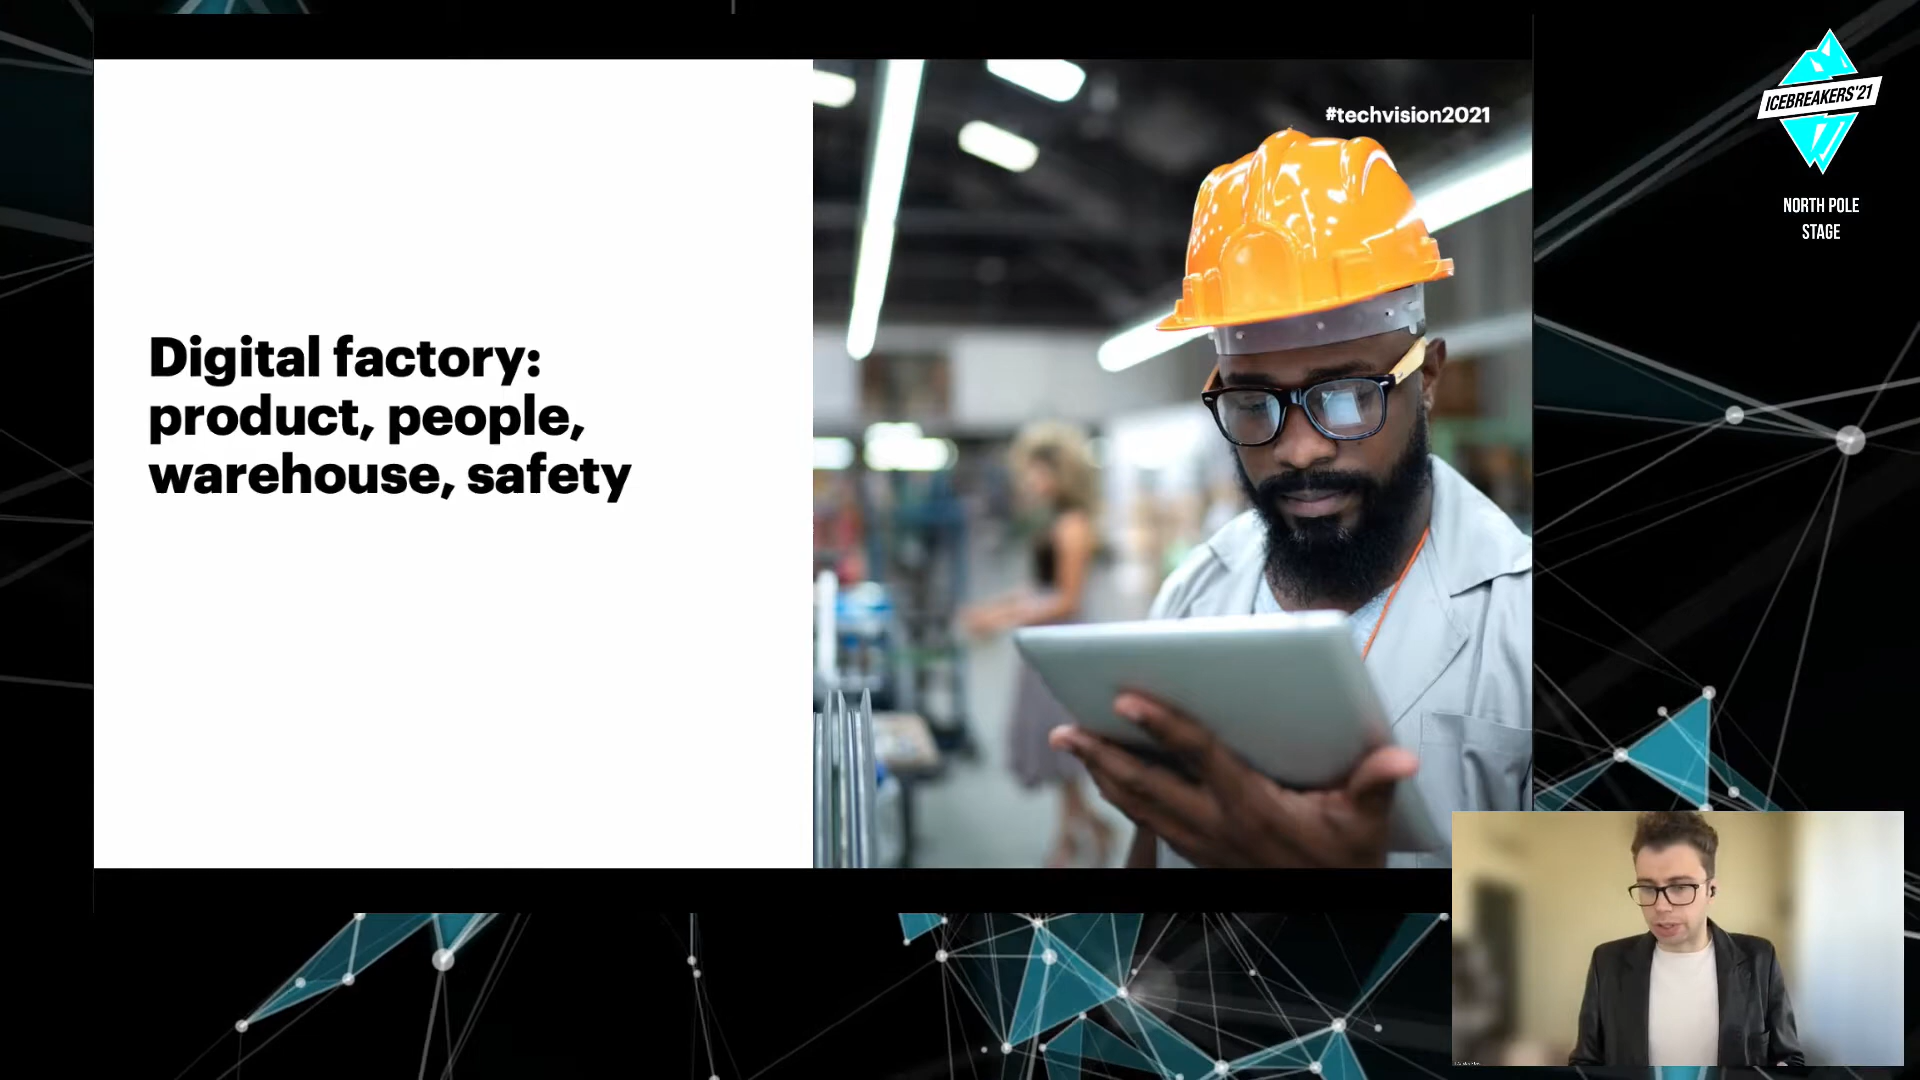 #techvision2021
Digital factory:
product, people,
warehouse, safety
ICEBREAKERS'21
NORTH POLE
STAGE